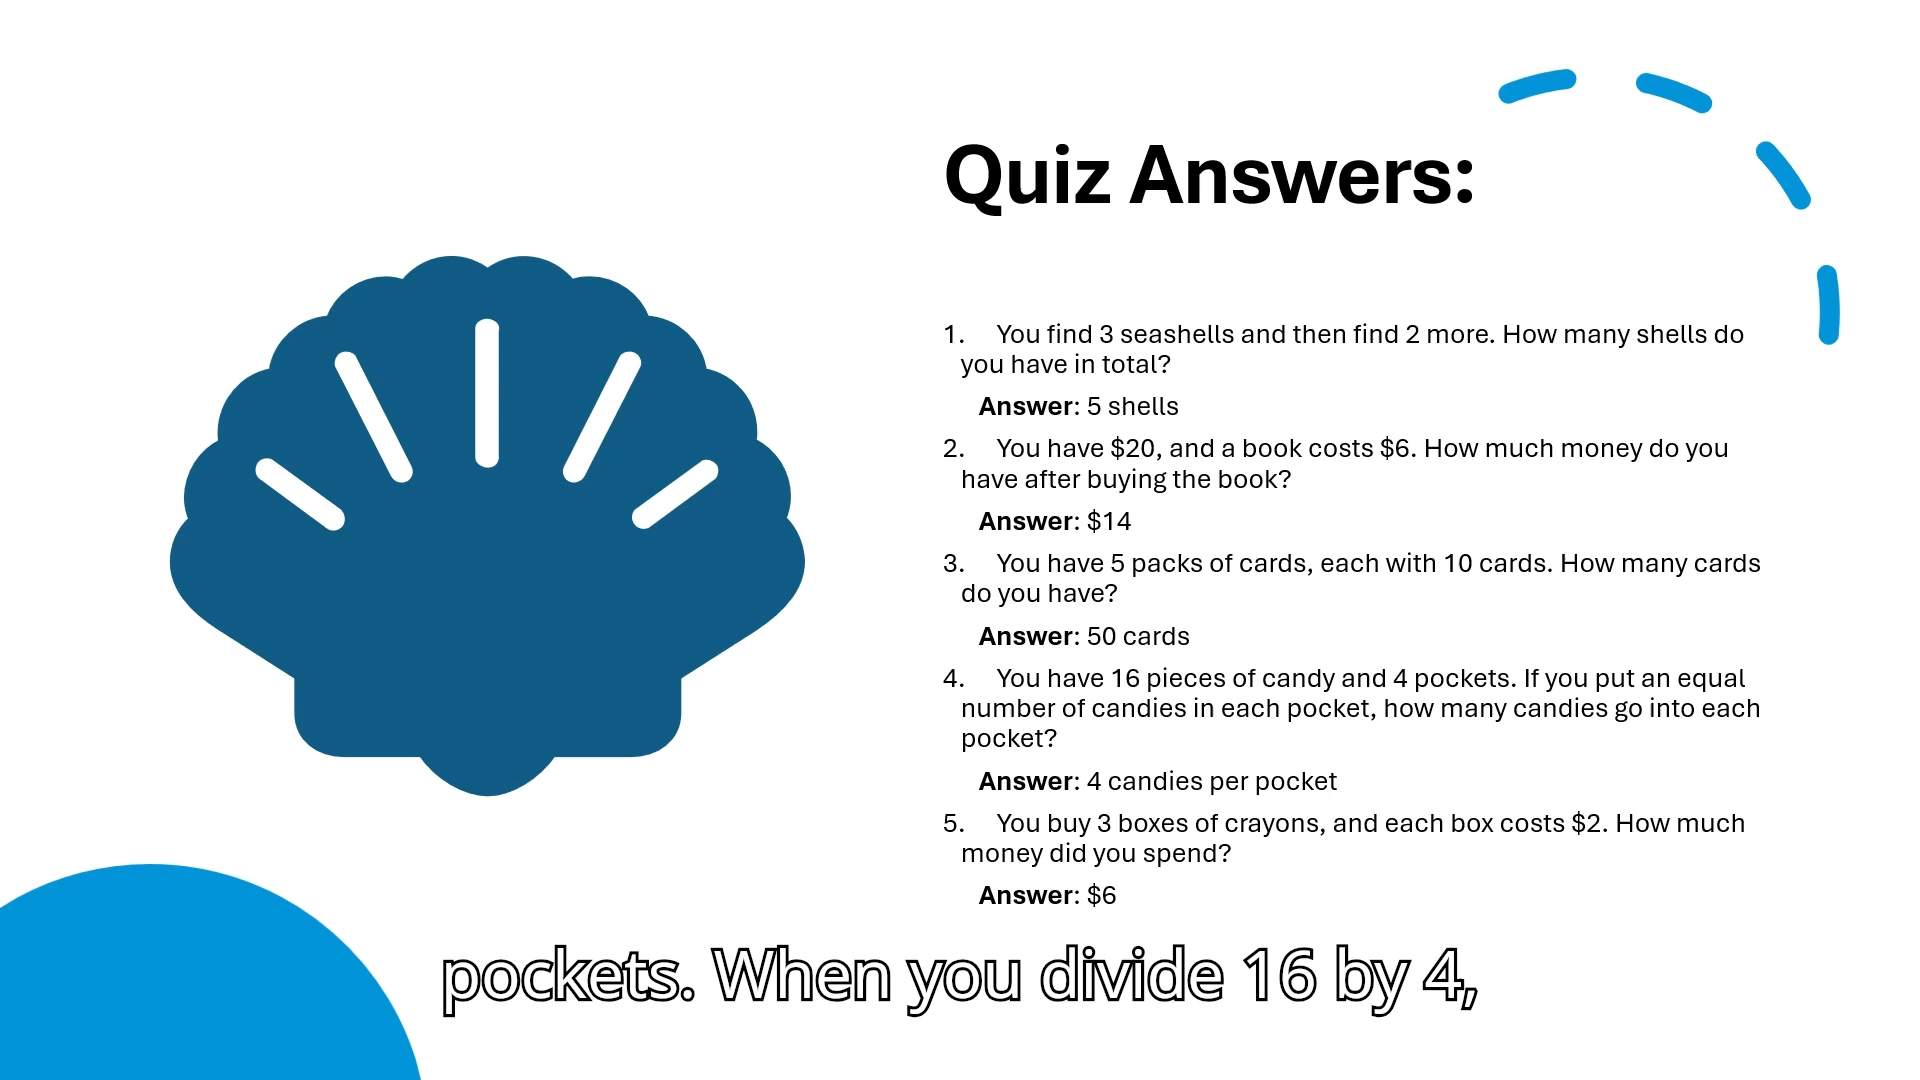 Quiz Answers:
1. You find 3 seashells and then find 2 more. How many shells do
you have in total?
Answer: 5 shells
2. You have $20, and a book costs $6. How much money do you
have after buying the book?
Answer: $14
3. You have 5 packs of cards, each with 10 cards. How many cards
do you have?
Answer: 50 cards
4. You have 16 pieces of candy and 4 pockets. If you put an equal
number of candies in each pocket, how many candies go into each
pocket?
Answer: 4 candies per pocket
5. You buy 3 boxes of crayons, and each box costs $2. How much
money did you spend?
Answer: $6
pockets. When you divide 16 by 4,